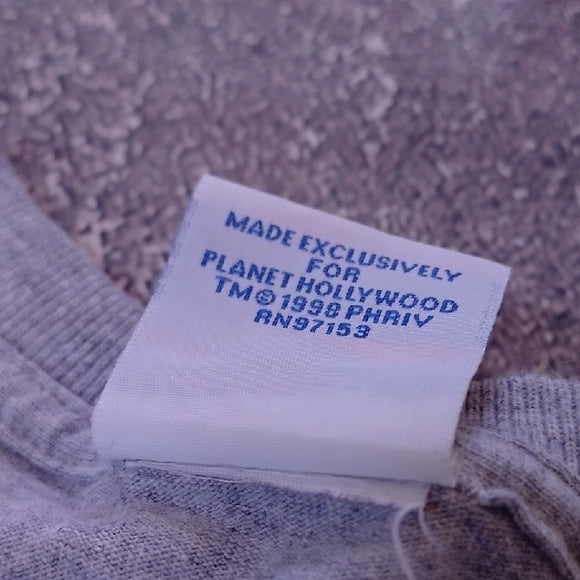 MADE EXCLUSIVELY
FOR
PLANET HOLLYWOOD
TM© 1998 PHRIV
RN97153